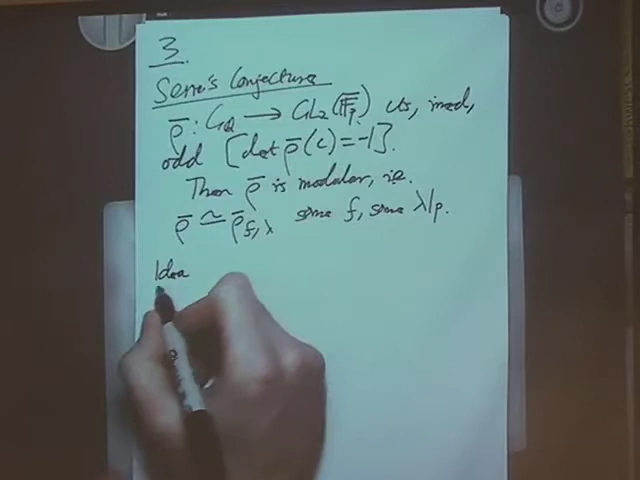 3.
Serre's Conjecture
ρ̄ : G_Q → GL₂(F̄_p) cts, irred,
odd [det ρ̄(c) = -1].
Then ρ̄ is modular, i.e.
ρ̄ ≃ ρ̄_{f,λ} some f, some λ|p.
Idea